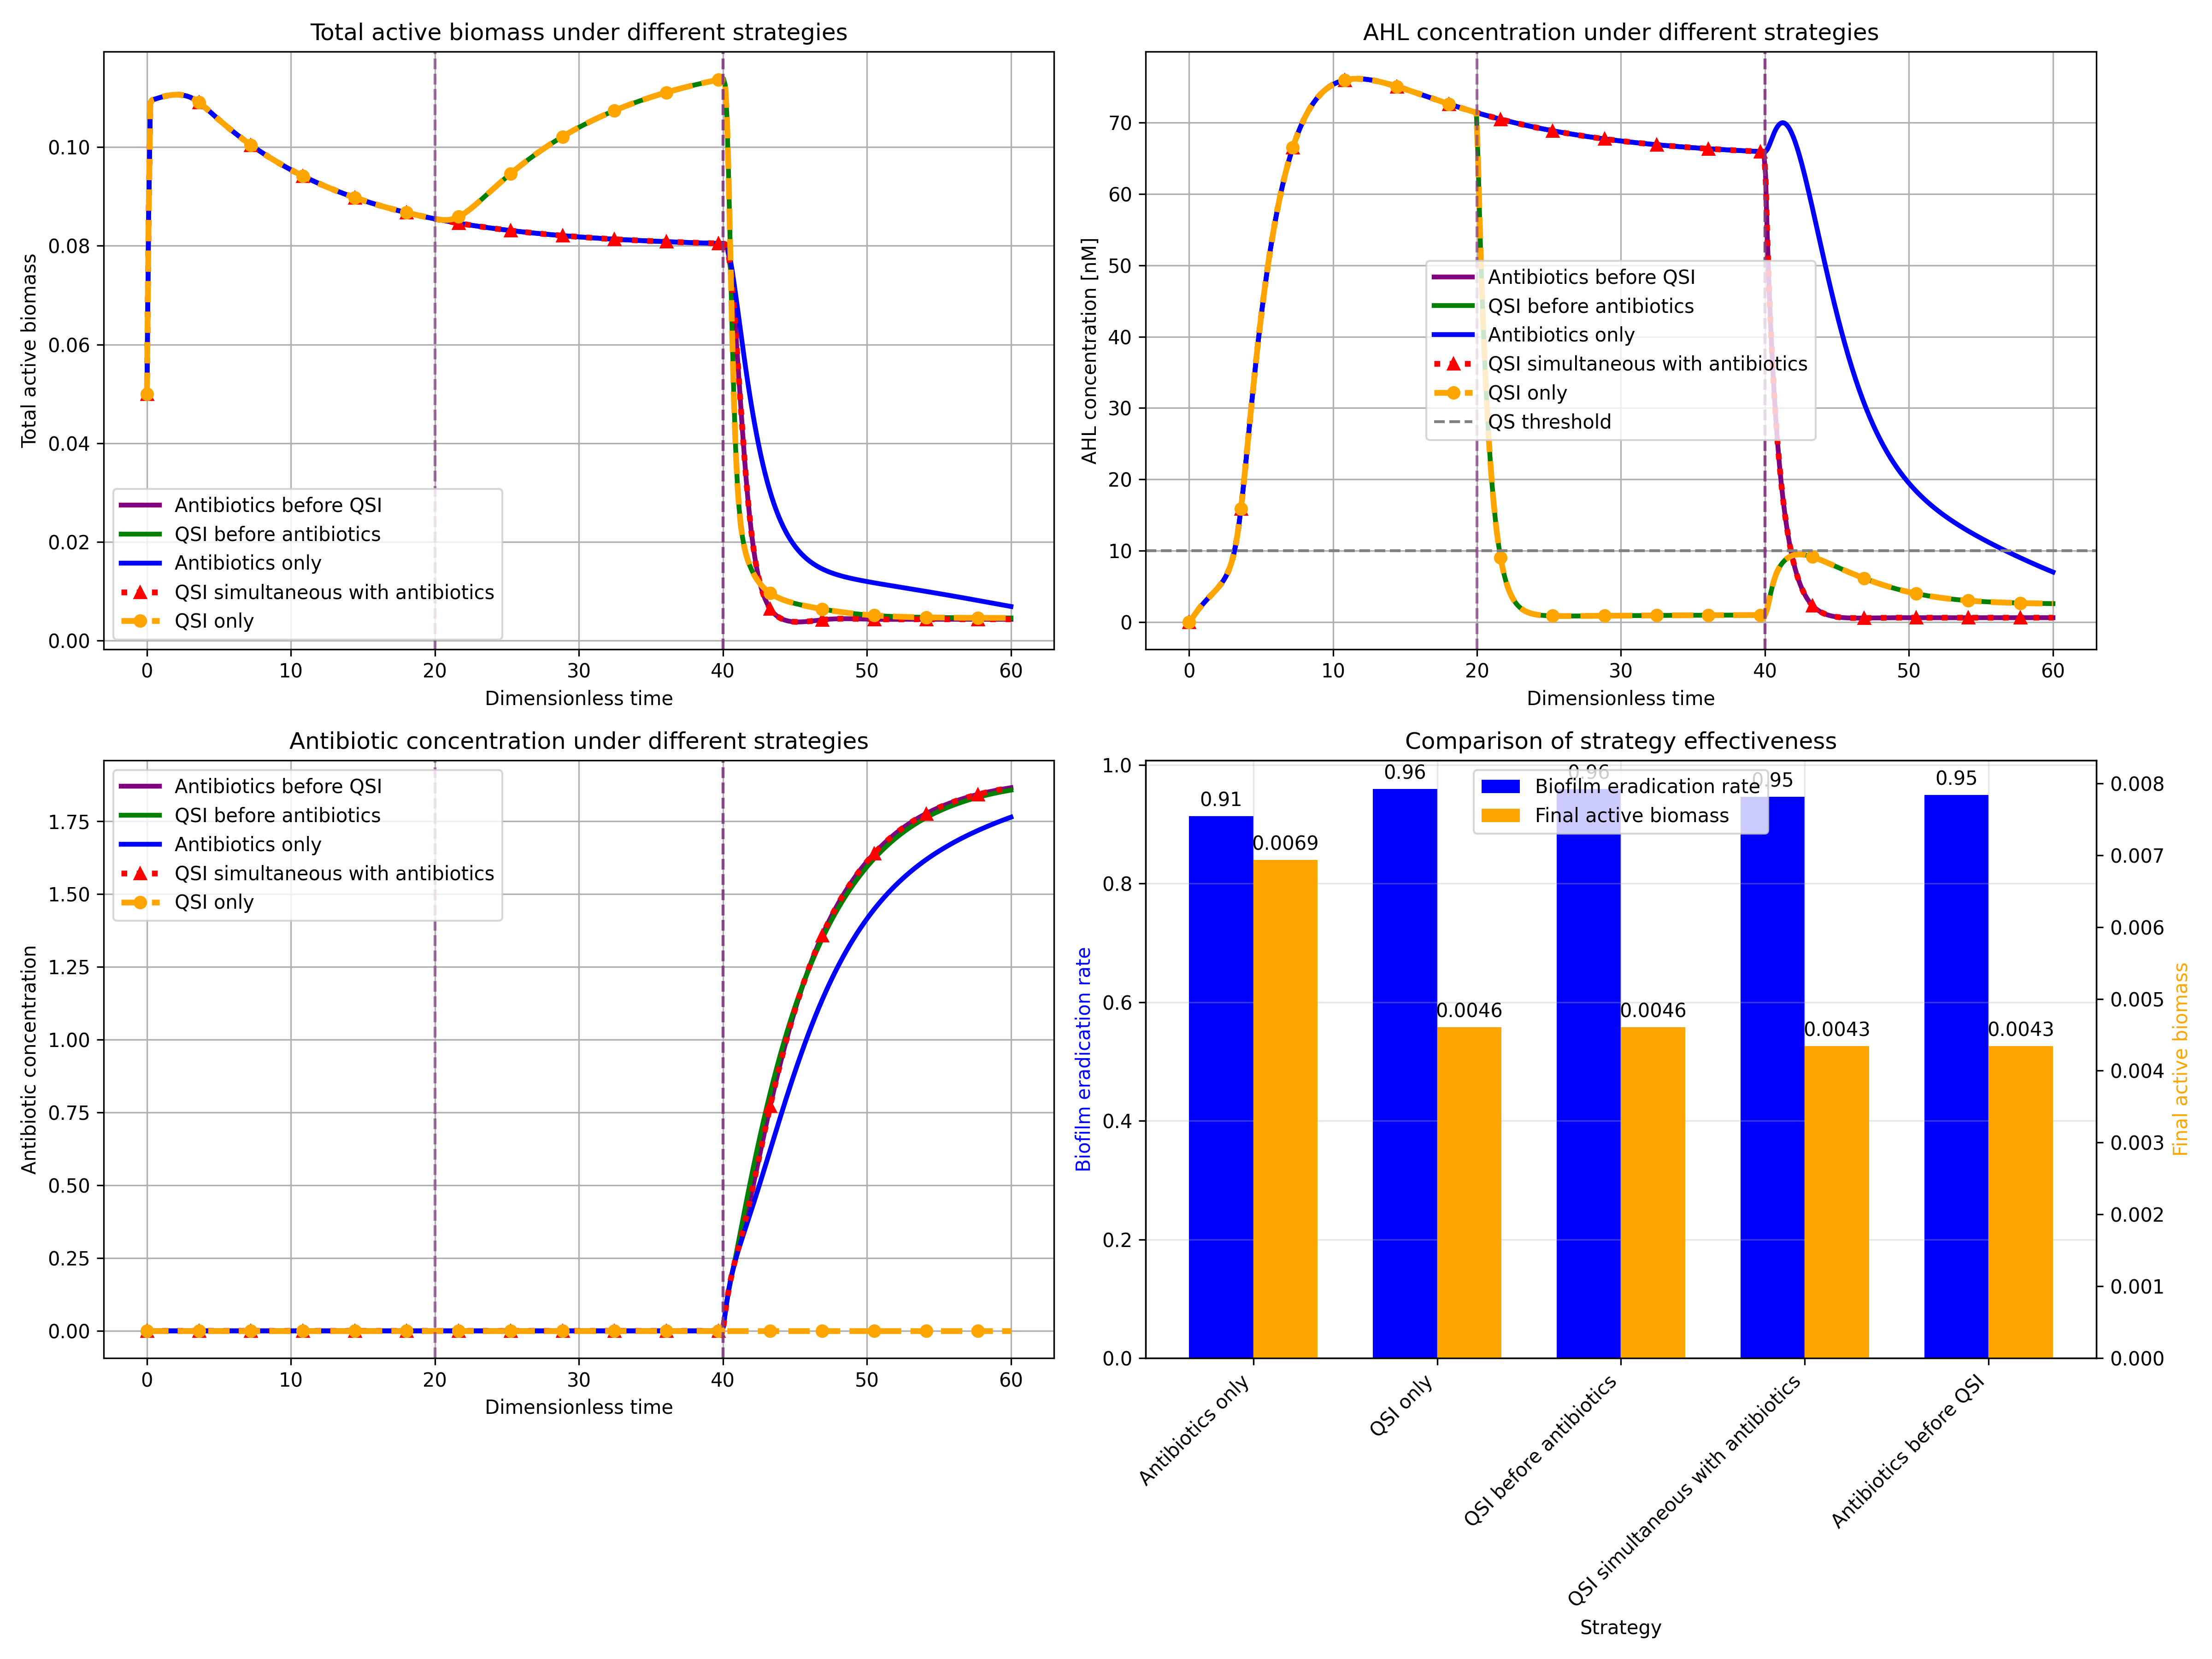 Total active biomass under different strategies
Total active biomass
0.10
0.08
0.06
0.04
0.02
0.00
Antibiotics before QSI
QSI before antibiotics
Antibiotics only
QSI simultaneous with antibiotics
QSI only
0 10 20 30 40 50 60
Dimensionless time
AHL concentration under different strategies
AHL concentration [nM]
70
60
50
40
30
20
10
0
Antibiotics before QSI
QSI before antibiotics
Antibiotics only
QSI simultaneous with antibiotics
QSI only
QS threshold
0 10 20 30 40 50 60
Dimensionless time
Antibiotic concentration under different strategies
Antibiotic concentration
1.75
1.50
1.25
1.00
0.75
0.50
0.25
0.00
Antibiotics before QSI
QSI before antibiotics
Antibiotics only
QSI simultaneous with antibiotics
QSI only
0 10 20 30 40 50 60
Dimensionless time
Comparison of strategy effectiveness
Biofilm eradication rate
1.0
0.8
0.6
0.4
0.2
0.0
0.91 0.96 0.96 0.95 0.95
Biofilm eradication rate
Final active biomass
0.0069 0.0046 0.0046 0.0043 0.0043
0.008
0.007
0.006
0.005
0.004
0.003
0.002
0.001
0.000
Final active biomass
Antibiotics only
QSI only
QSI before antibiotics
QSI simultaneous with antibiotics
Antibiotics before QSI
Strategy